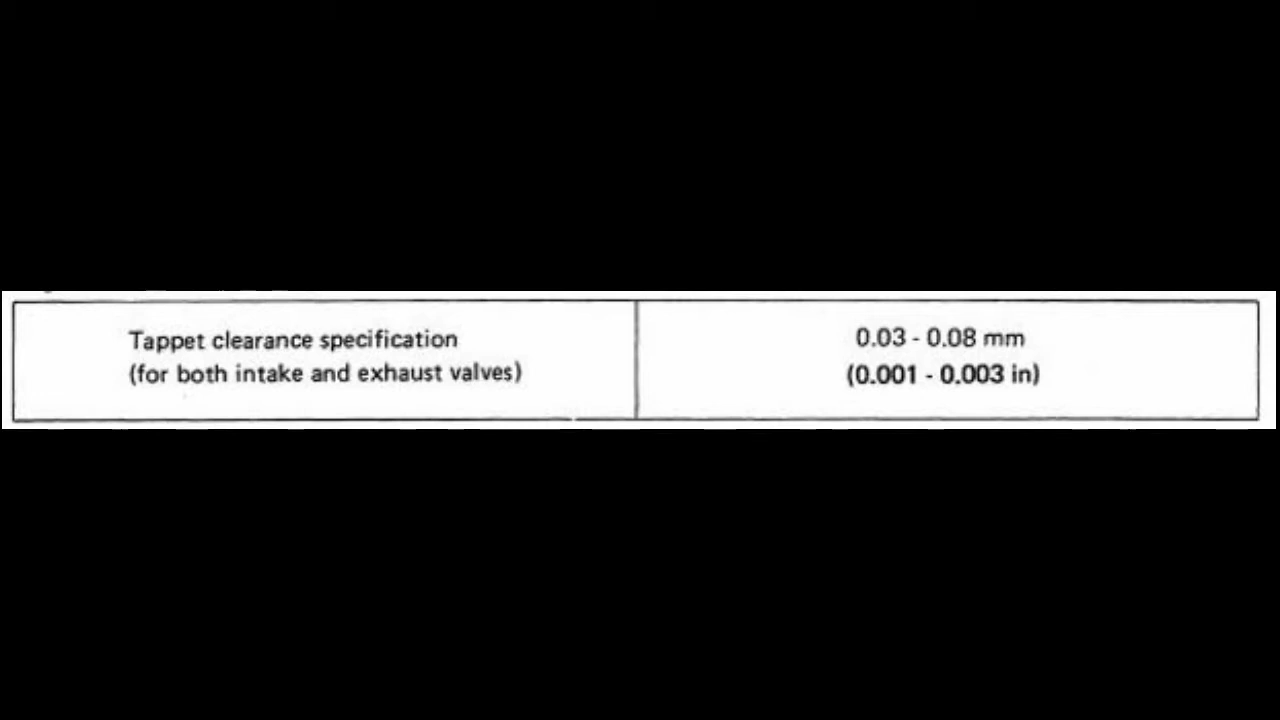 Tappet clearance specification
(for both intake and exhaust valves)
0.03 - 0.08 mm
(0.001 - 0.003 in)